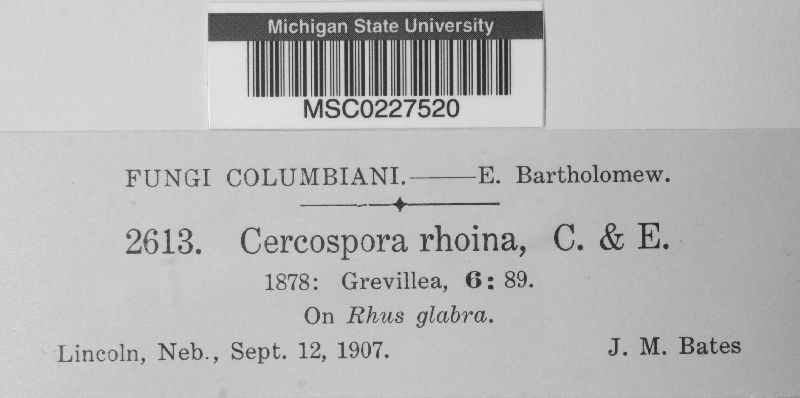 Michigan State University
MSC0227520
FUNGI COLUMBIANI.——E. Bartholomew.
2613. Cercospora rhoina, C. & E.
1878: Grevillea, 6: 89.
On Rhus glabra.
Lincoln, Neb., Sept. 12, 1907. J. M. Bates